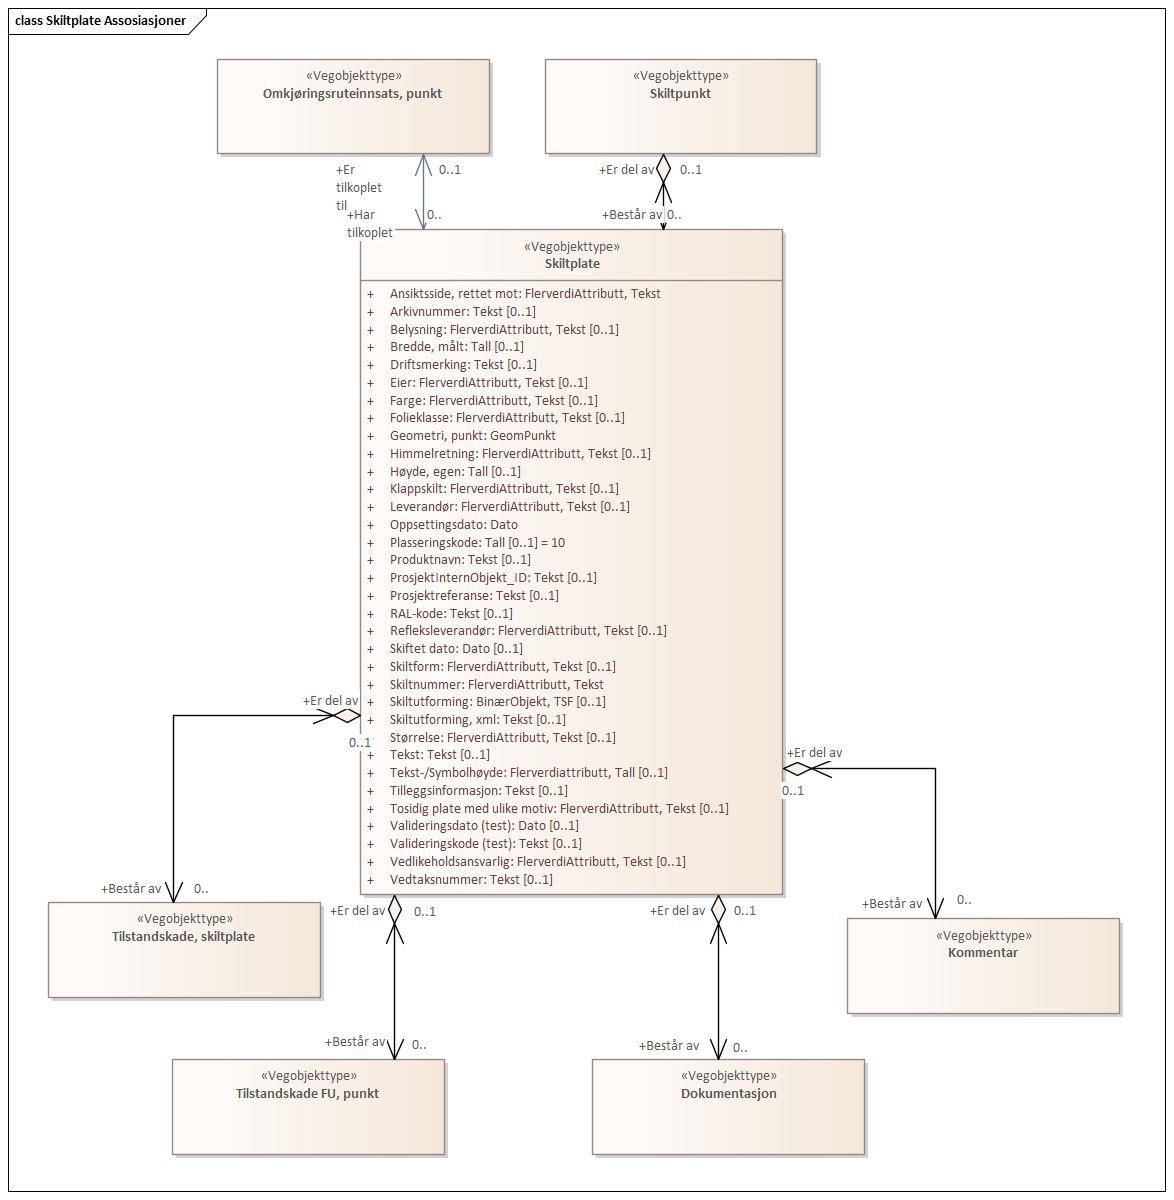 class Skiltplate Assosiasjoner
«Vegobjekttype»
Omkjøringsruteinnsats, punkt
«Vegobjekttype»
Skiltpunkt
+Er
tilkoplet
til
0..1
+Har
tilkoplet
0..
+Er del av
0..1
+Består av
0..
«Vegobjekttype»
Skiltplate
+ Ansiktsside, rettet mot: FlerverdiAttributt, Tekst
+ Arkivnummer: Tekst [0..1]
+ Belysning: FlerverdiAttributt, Tekst [0..1]
+ Bredde, målt: Tall [0..1]
+ Driftsmerking: Tekst [0..1]
+ Eier: FlerverdiAttributt, Tekst [0..1]
+ Farge: FlerverdiAttributt, Tekst [0..1]
+ Folieklasse: FlerverdiAttributt, Tekst [0..1]
+ Geometri, punkt: GeomPunkt
+ Himmelretning: FlerverdiAttributt, Tekst [0..1]
+ Høyde, egen: Tall [0..1]
+ Klappskilt: FlerverdiAttributt, Tekst [0..1]
+ Leverandør: FlerverdiAttributt, Tekst [0..1]
+ Oppsettingsdato: Dato
+ Plasseringskode: Tall [0..1] = 10
+ Produktnavn: Tekst [0..1]
+ ProsjektInternObjekt_ID: Tekst [0..1]
+ Prosjektreferanse: Tekst [0..1]
+ RAL-kode: Tekst [0..1]
+ Refleksleverandør: FlerverdiAttributt, Tekst [0..1]
+ Skiftet dato: Dato [0..1]
+ Skiltform: FlerverdiAttributt, Tekst [0..1]
+ Skiltnummer: FlerverdiAttributt, Tekst
+ Skiltutforming: BinærObjekt, TSF [0..1]
+ Skiltutforming, xml: Tekst [0..1]
+ Størrelse: FlerverdiAttributt, Tekst [0..1]
+ Tekst: Tekst [0..1]
+ Tekst-/Symbolhøyde: Flerverdiattributt, Tall [0..1]
+ Tilleggsinformasjon: Tekst [0..1]
+ Tosidig plate med ulike motiv: FlerverdiAttributt, Tekst [0..1]
+ Valideringsdato (test): Dato [0..1]
+ Valideringskode (test): Tekst [0..1]
+ Vedlikeholdsansvarlig: FlerverdiAttributt, Tekst [0..1]
+ Vedtaksnummer: Tekst [0..1]
+Er del av
0..1
+Består av
0..
«Vegobjekttype»
Tilstandskade, skiltplate
+Er del av
0..1
+Består av
0..
«Vegobjekttype»
Tilstandskade FU, punkt
+Er del av
0..1
+Består av
0..
«Vegobjekttype»
Dokumentasjon
+Er del av
0..1
+Består av
0..
«Vegobjekttype»
Kommentar